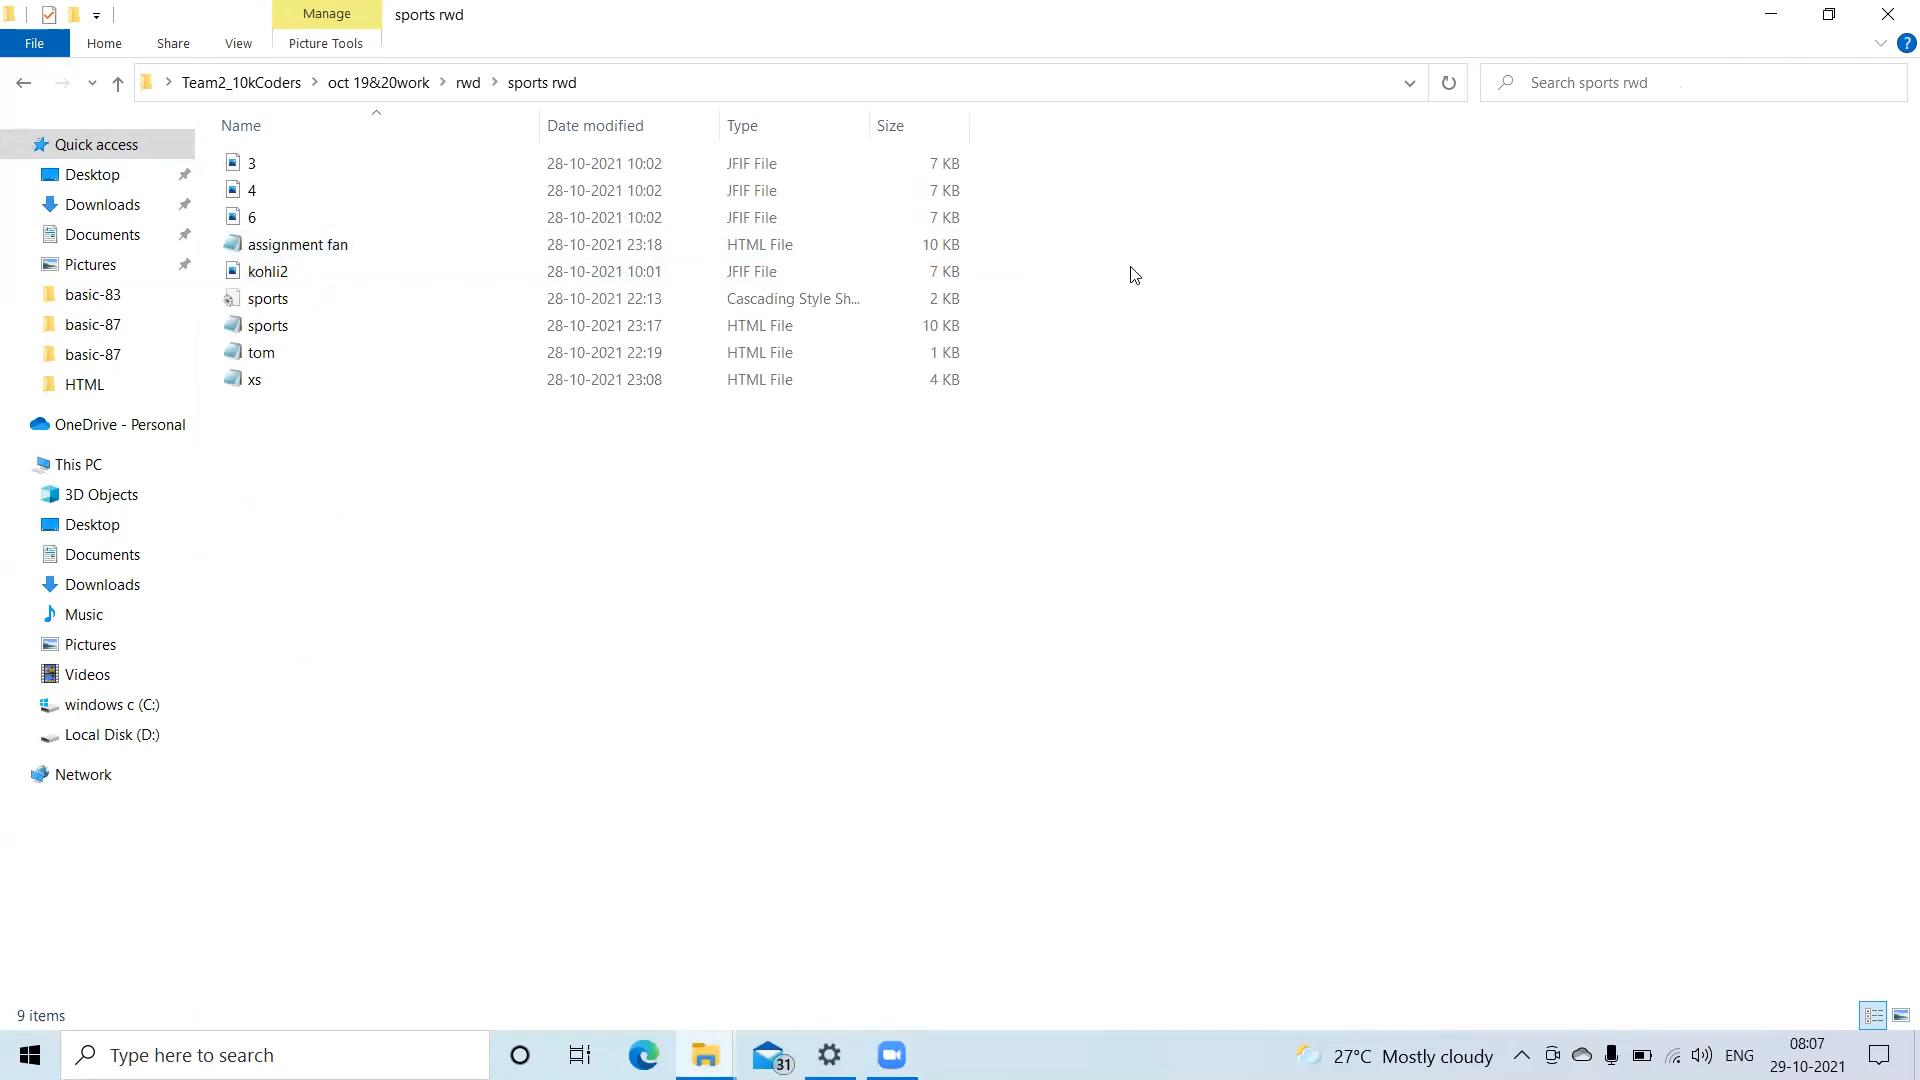 Manage
sports rwd
File
Home
Share
View
Picture Tools
?
Team2_10kCoders
oct 19&20work
rwd
sports rwd
Search sports rwd
Name
Date modified
Type
Size
Quick access
Desktop
Downloads
Documents
Pictures
basic-83
basic-87
basic-87
HTML
OneDrive - Personal
This PC
3D Objects
Desktop
Documents
Downloads
Music
Pictures
Videos
windows c (C:)
Local Disk (D:)
Network
3 28-10-2021 10:02 JFIF File 7 KB
4 28-10-2021 10:02 JFIF File 7 KB
6 28-10-2021 10:02 JFIF File 7 KB
assignment fan 28-10-2021 23:18 HTML File 10 KB
kohli2 28-10-2021 10:01 JFIF File 7 KB
sports 28-10-2021 22:13 Cascading Style Sh... 2 KB
sports 28-10-2021 23:17 HTML File 10 KB
tom 28-10-2021 22:19 HTML File 1 KB
xs 28-10-2021 23:08 HTML File 4 KB
9 items
Type here to search
31
27°C Mostly cloudy
ENG
08:07
29-10-2021